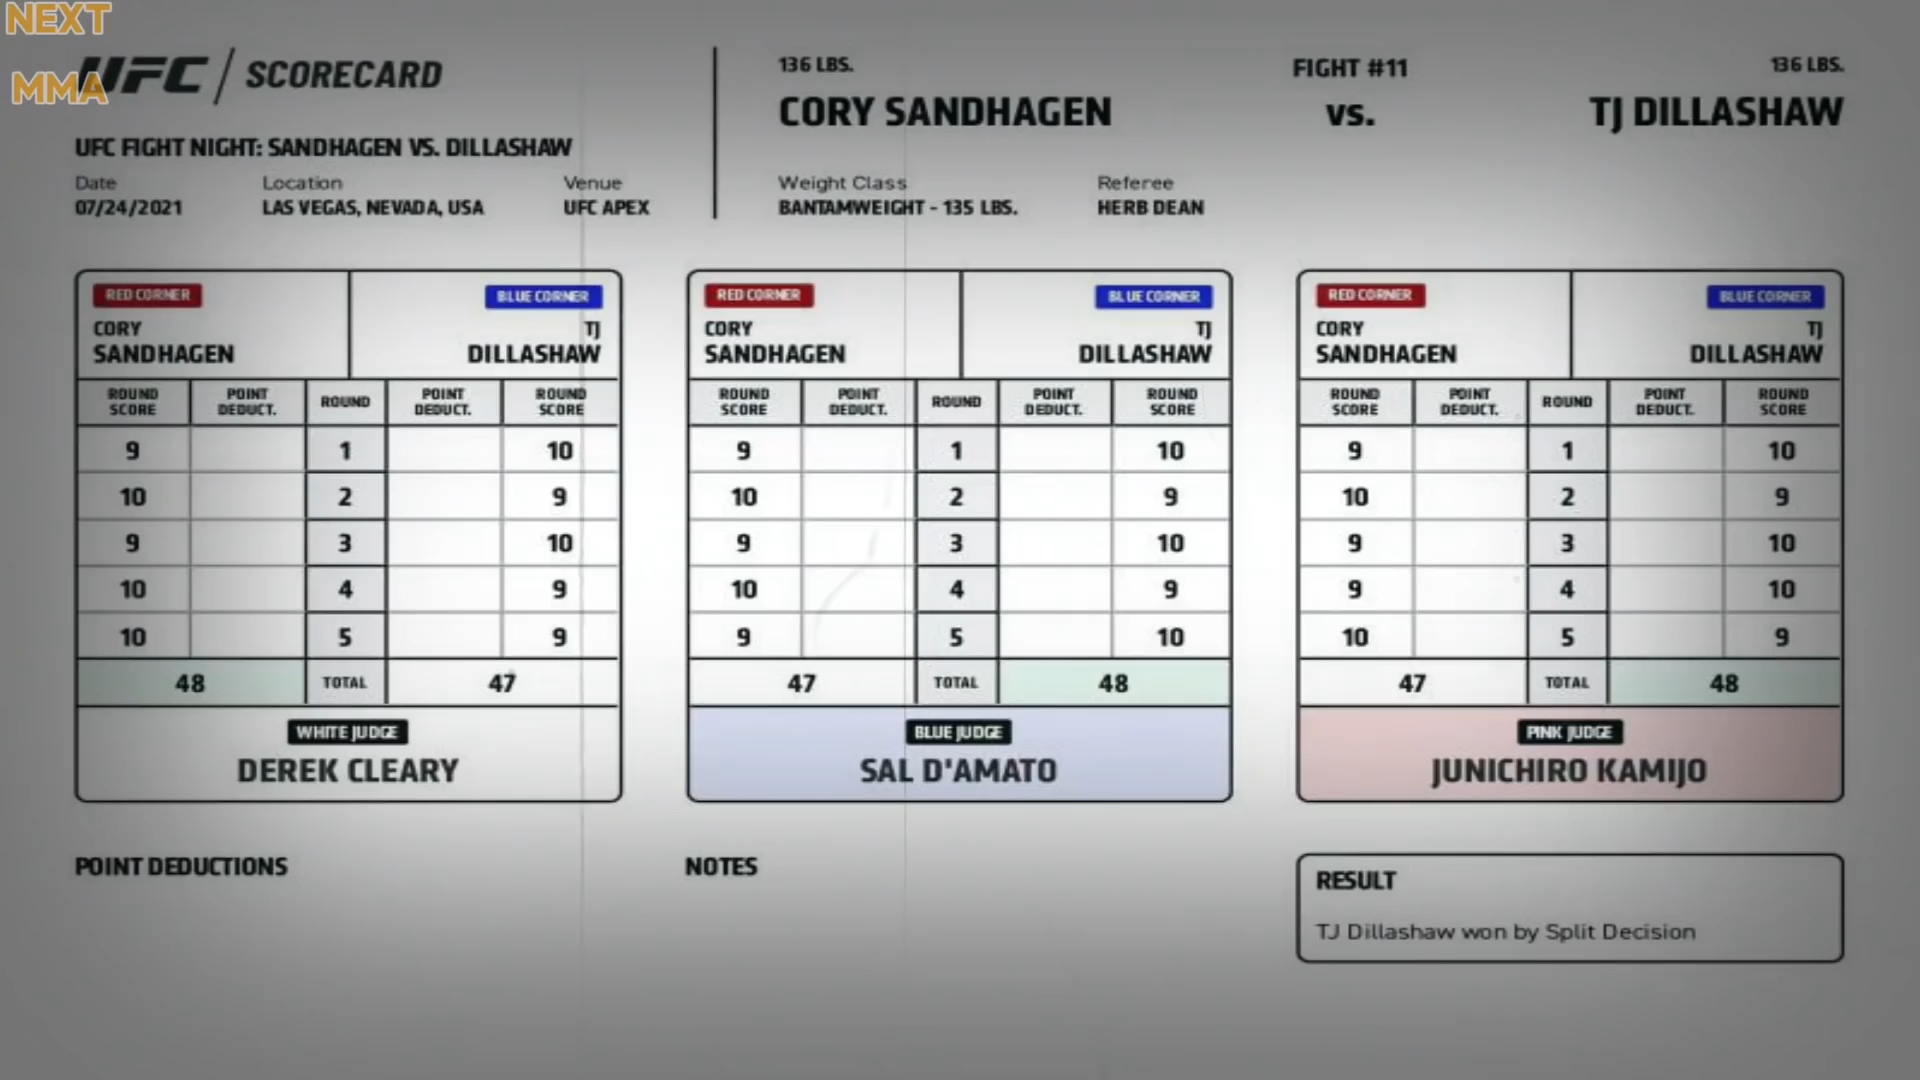 NEXT
MMA
UFC / SCORECARD
UFC FIGHT NIGHT: SANDHAGEN VS. DILLASHAW
Date Location Venue
07/24/2021 LAS VEGAS, NEVADA, USA UFC APEX
136 LBS. FIGHT #11 136 LBS.
CORY SANDHAGEN VS. TJ DILLASHAW
Weight Class Referee
BANTAMWEIGHT - 135 LBS. HERB DEAN
RED CORNER BLUE CORNER
CORY TJ
SANDHAGEN DILLASHAW
ROUND POINT ROUND POINT ROUND
SCORE DEDUCT. DEDUCT. SCORE
9 1 10
10 2 9
9 3 10
10 4 9
10 5 9
48 TOTAL 47
WHITE JUDGE
DEREK CLEARY
RED CORNER BLUE CORNER
CORY TJ
SANDHAGEN DILLASHAW
ROUND POINT ROUND POINT ROUND
SCORE DEDUCT. DEDUCT. SCORE
9 1 10
10 2 9
9 3 10
10 4 9
9 5 10
47 TOTAL 48
BLUE JUDGE
SAL D'AMATO
RED CORNER BLUE CORNER
CORY TJ
SANDHAGEN DILLASHAW
ROUND POINT ROUND POINT ROUND
SCORE DEDUCT. DEDUCT. SCORE
9 1 10
10 2 9
9 3 10
9 4 10
10 5 9
47 TOTAL 48
PINK JUDGE
JUNICHIRO KAMIJO
POINT DEDUCTIONS
NOTES
RESULT
TJ Dillashaw won by Split Decision